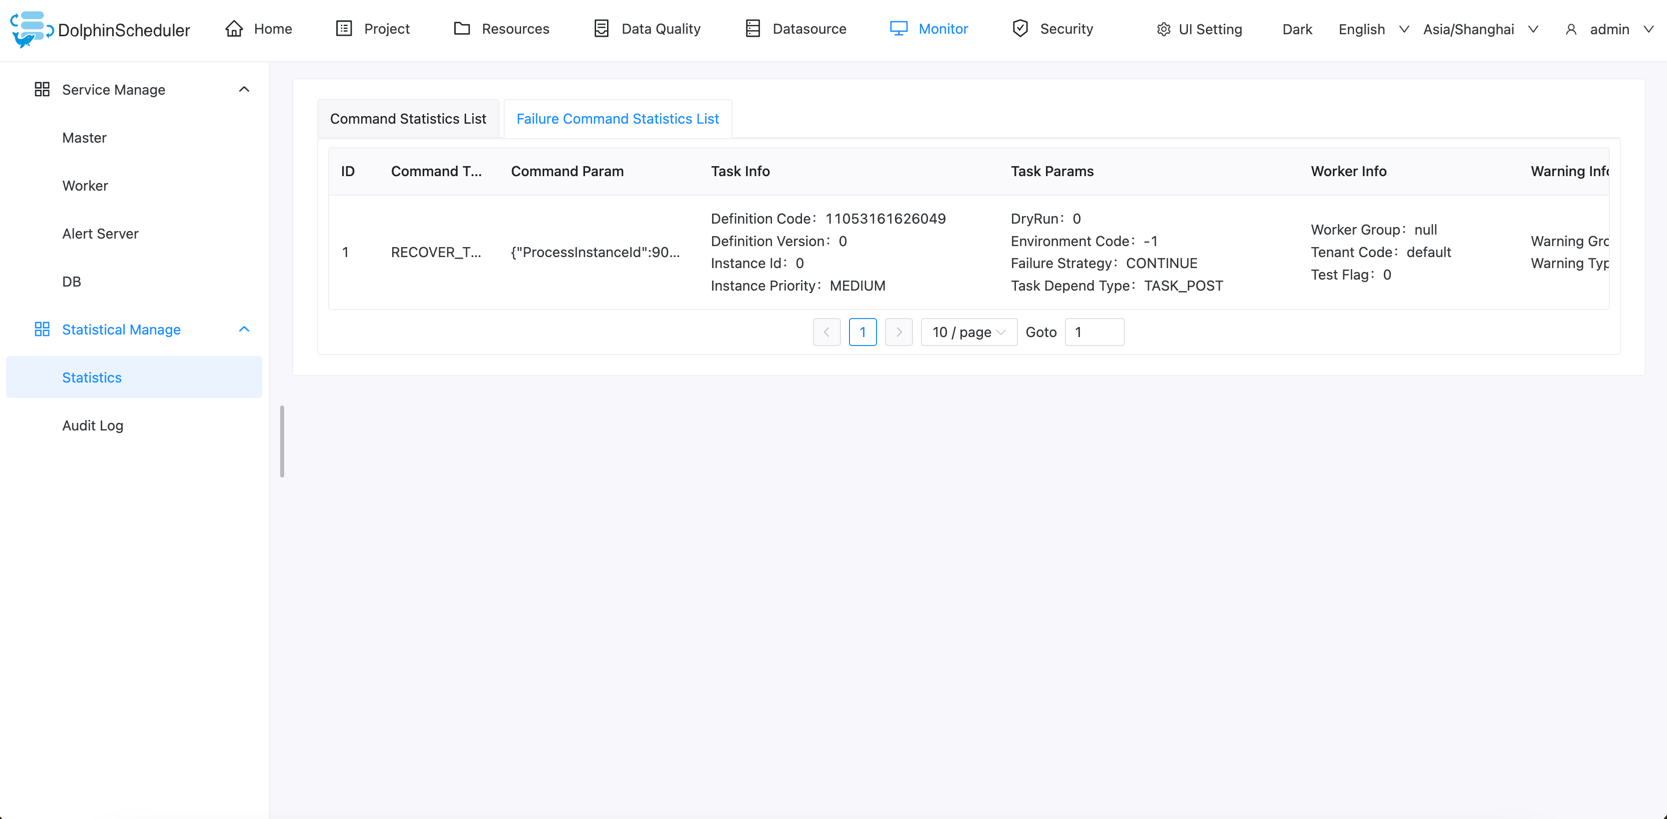 DolphinScheduler
Home
Project
Resources
Data Quality
Datasource
Monitor
Security
UI Setting
Dark
English
Asia/Shanghai
admin
Service Manage
Master
Worker
Alert Server
DB
Statistical Manage
Statistics
Audit Log
Command Statistics List
Failure Command Statistics List
ID
Command T...
Command Param
Task Info
Task Params
Worker Info
Warning Info
1
RECOVER_T...
{"ProcessInstanceId":90...
Definition Code：11053161626049
Definition Version：0
Instance Id：0
Instance Priority：MEDIUM
DryRun：0
Environment Code：-1
Failure Strategy：CONTINUE
Task Depend Type：TASK_POST
Worker Group：null
Tenant Code：default
Test Flag：0
Warning Gro
Warning Typ
1
10 / page
Goto
1